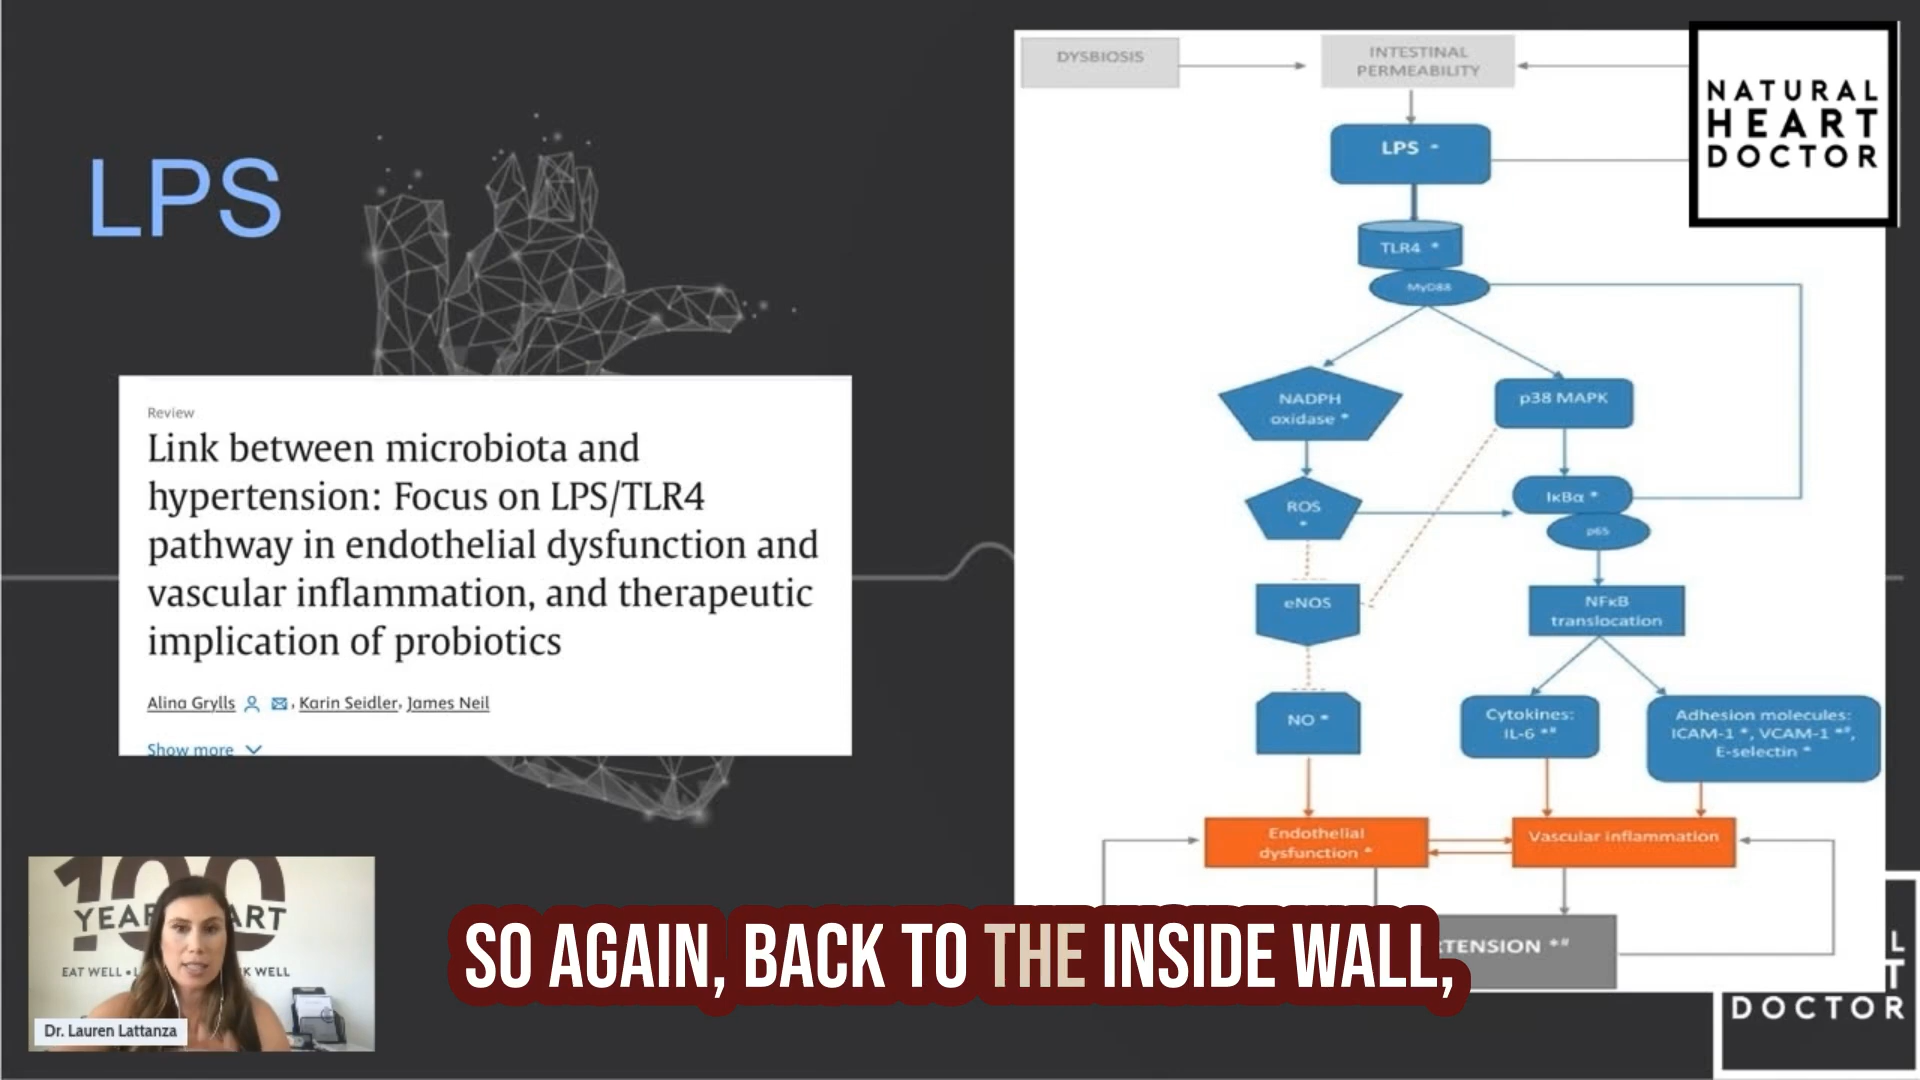 LPS
Review
Link between microbiota and
hypertension: Focus on LPS/TLR4
pathway in endothelial dysfunction and
vascular inflammation, and therapeutic
implication of probiotics
Alina Grylls , Karin Seidler, James Neil
Show more
DYSBIOSIS
INTESTINAL
PERMEABILITY
LPS *
TLR4 *
MyD88
NADPH
oxidase *
p38 MAPK
ROS
*
IκBα *
p65
eNOS
NFκB
translocation
NO *
Cytokines:
IL-6 *#
Adhesion molecules:
ICAM-1 *, VCAM-1 *#,
E-selectin *
Endothelial
dysfunction *
Vascular inflammation
RTENSION *#
NATURAL
HEART
DOCTOR
100
YEAR HEART
EAT WELL • L
K WELL
Dr. Lauren Lattanza
SO AGAIN, BACK TO THE INSIDE WALL,
L
T
DOCTOR